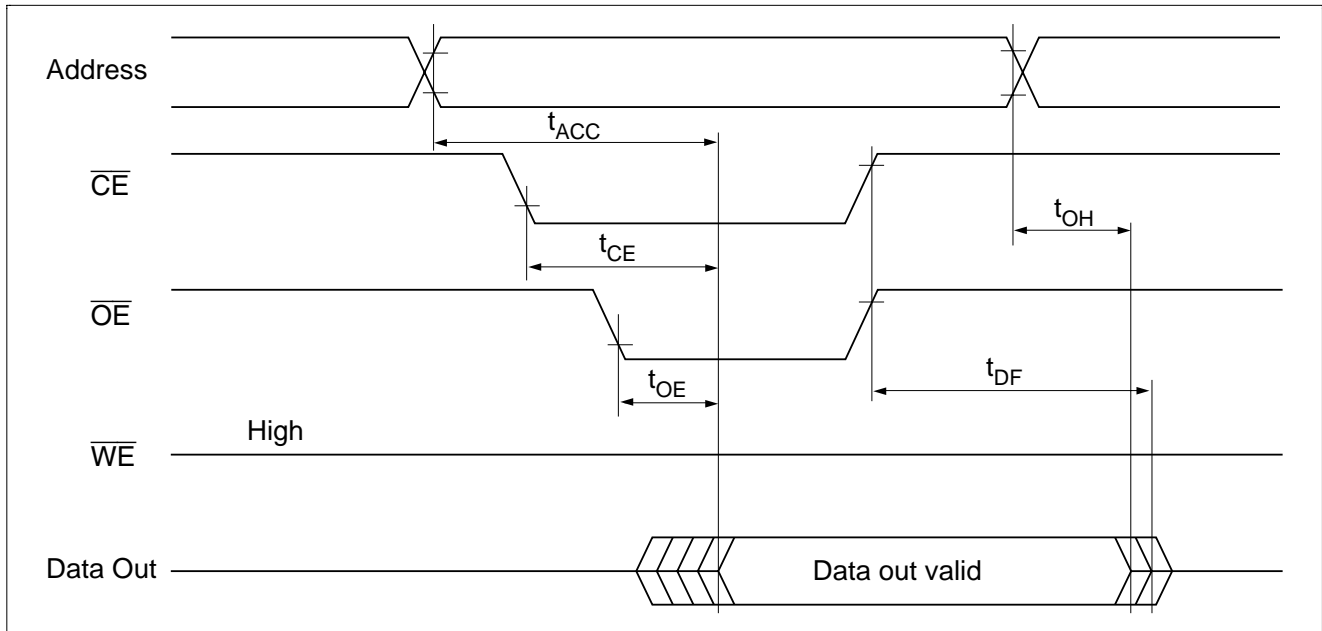 Address
tACC
CE
tOH
tCE
OE
tDF
tOE
High
WE
Data Out
Data out valid